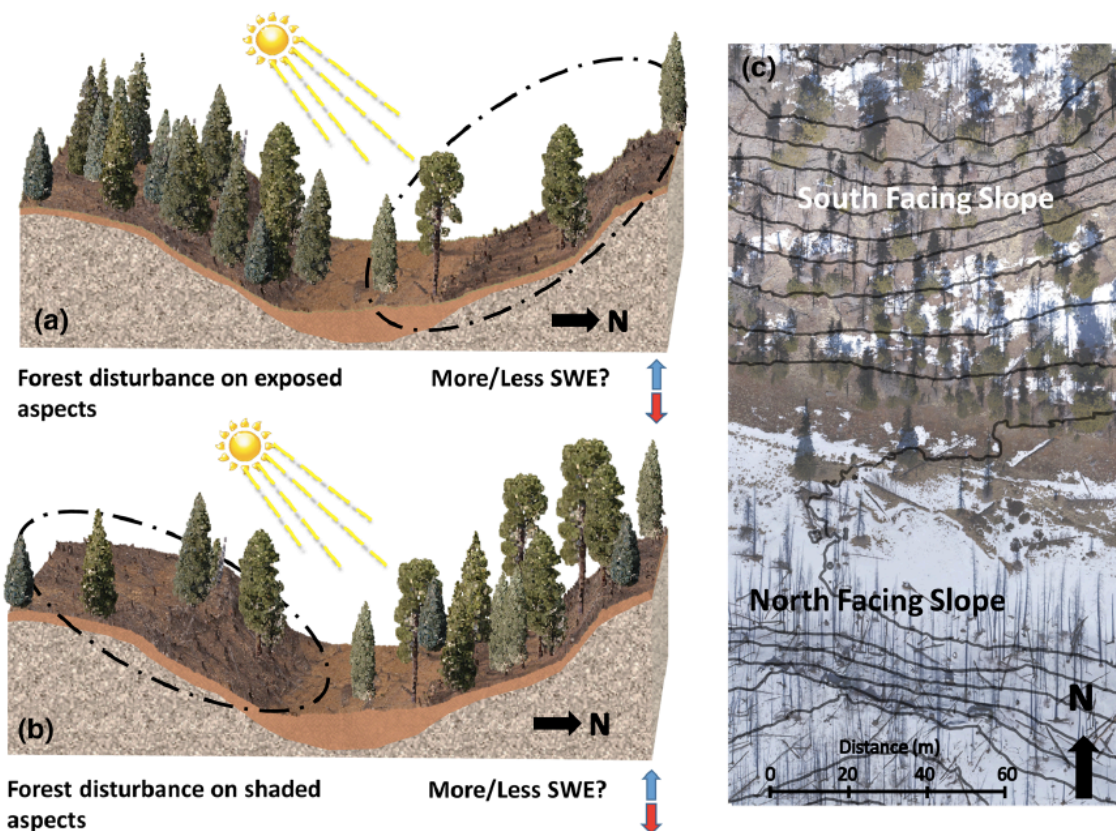 (a)
N
Forest disturbance on exposed
aspects
More/Less SWE?
(b)
N
Forest disturbance on shaded
aspects
More/Less SWE?
(c)
South Facing Slope
North Facing Slope
N
Distance (m)
0 20 40 60